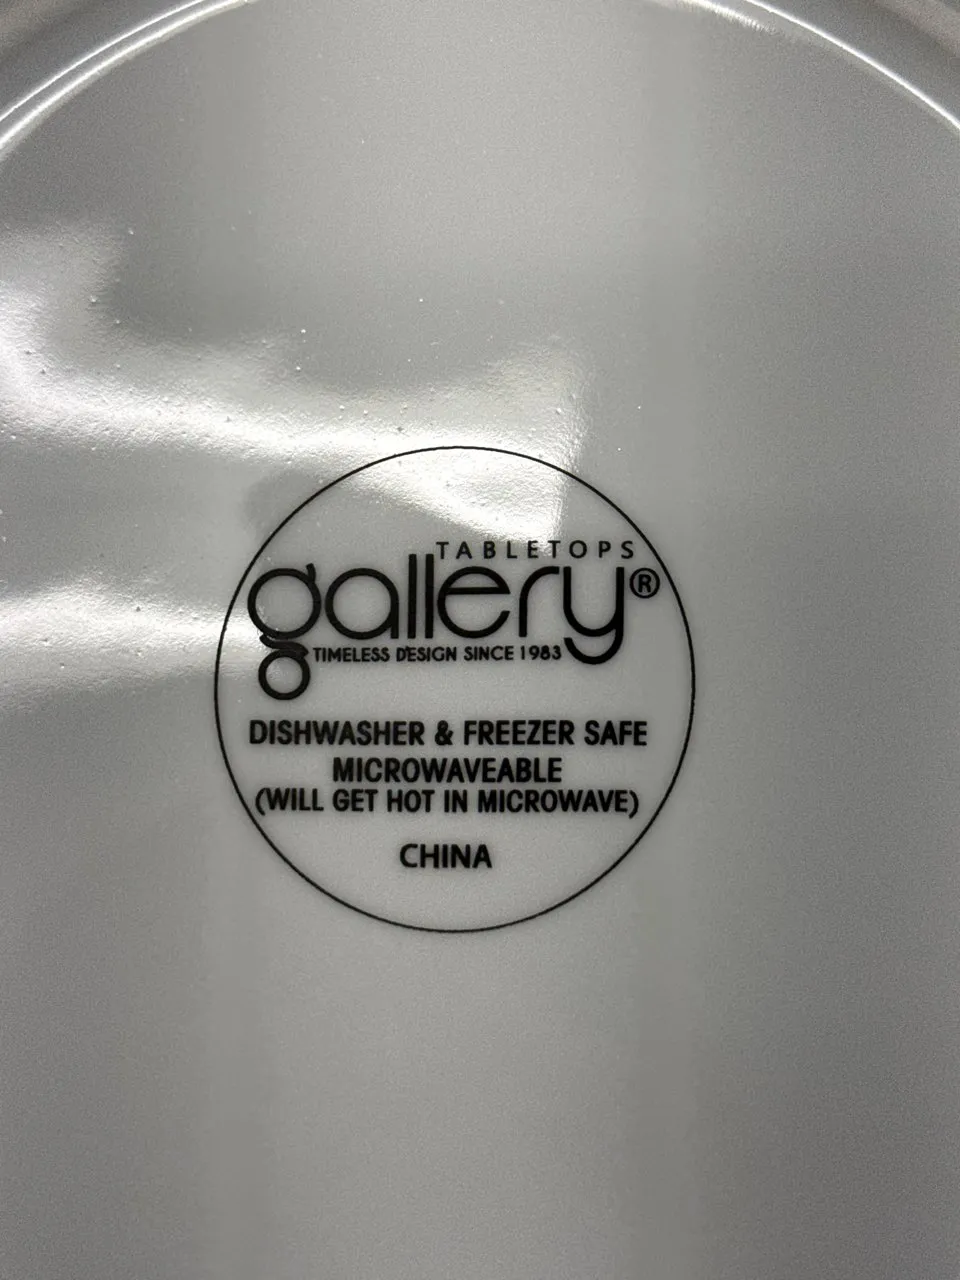 TABLETOPS
gallery®
TIMELESS DESIGN SINCE 1983
DISHWASHER & FREEZER SAFE
MICROWAVEABLE
(WILL GET HOT IN MICROWAVE)
CHINA